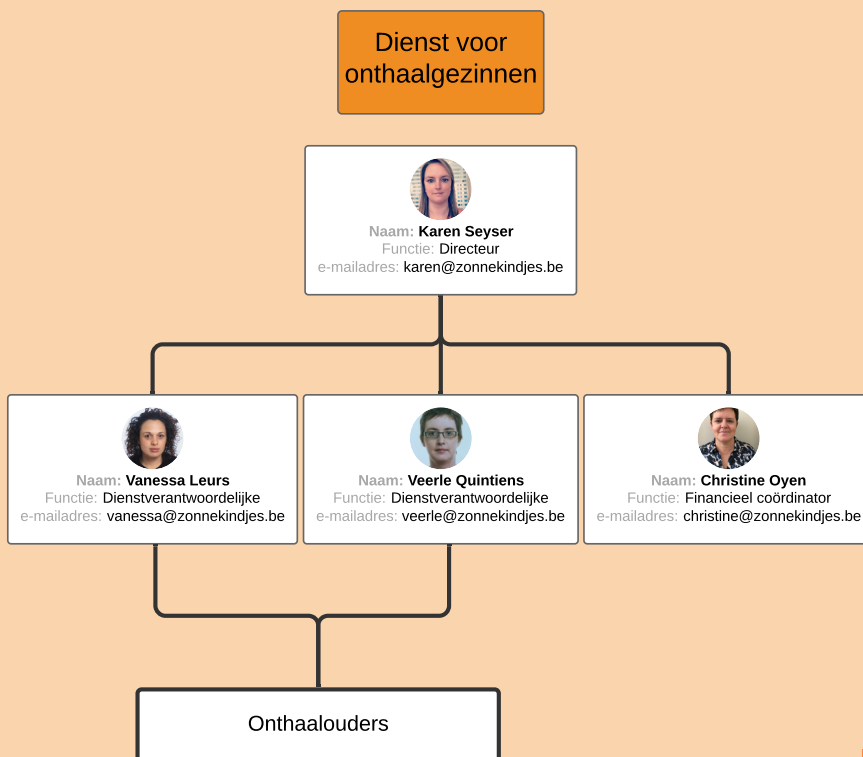 Dienst voor
onthaalgezinnen
Naam: Karen Seyser
Functie: Directeur
e-mailadres: karen@zonnekindjes.be
Naam: Vanessa Leurs
Functie: Dienstverantwoordelijke
e-mailadres: vanessa@zonnekindjes.be
Naam: Veerle Quintiens
Functie: Dienstverantwoordelijke
e-mailadres: veerle@zonnekindjes.be
Naam: Christine Oyen
Functie: Financieel coördinator
e-mailadres: christine@zonnekindjes.be
Onthaalouders